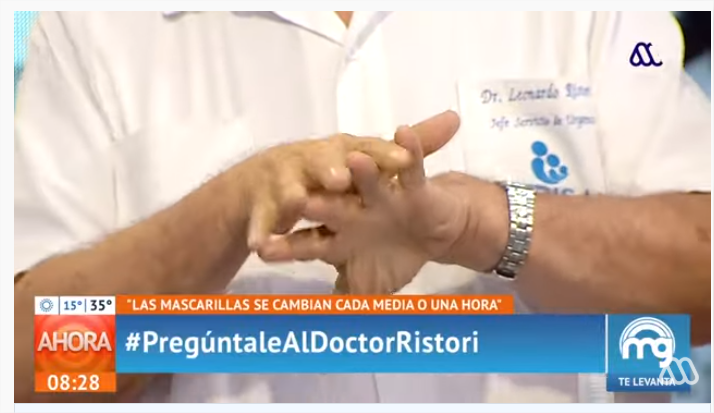 Dr. Leonardo
Jefe Servicio de
15° 35° "LAS MASCARILLAS SE CAMBIAN CADA MEDIA O UNA HORA"
AHORA #PregúntaleAlDoctorRistori mg
08:28 TE LEVANTA